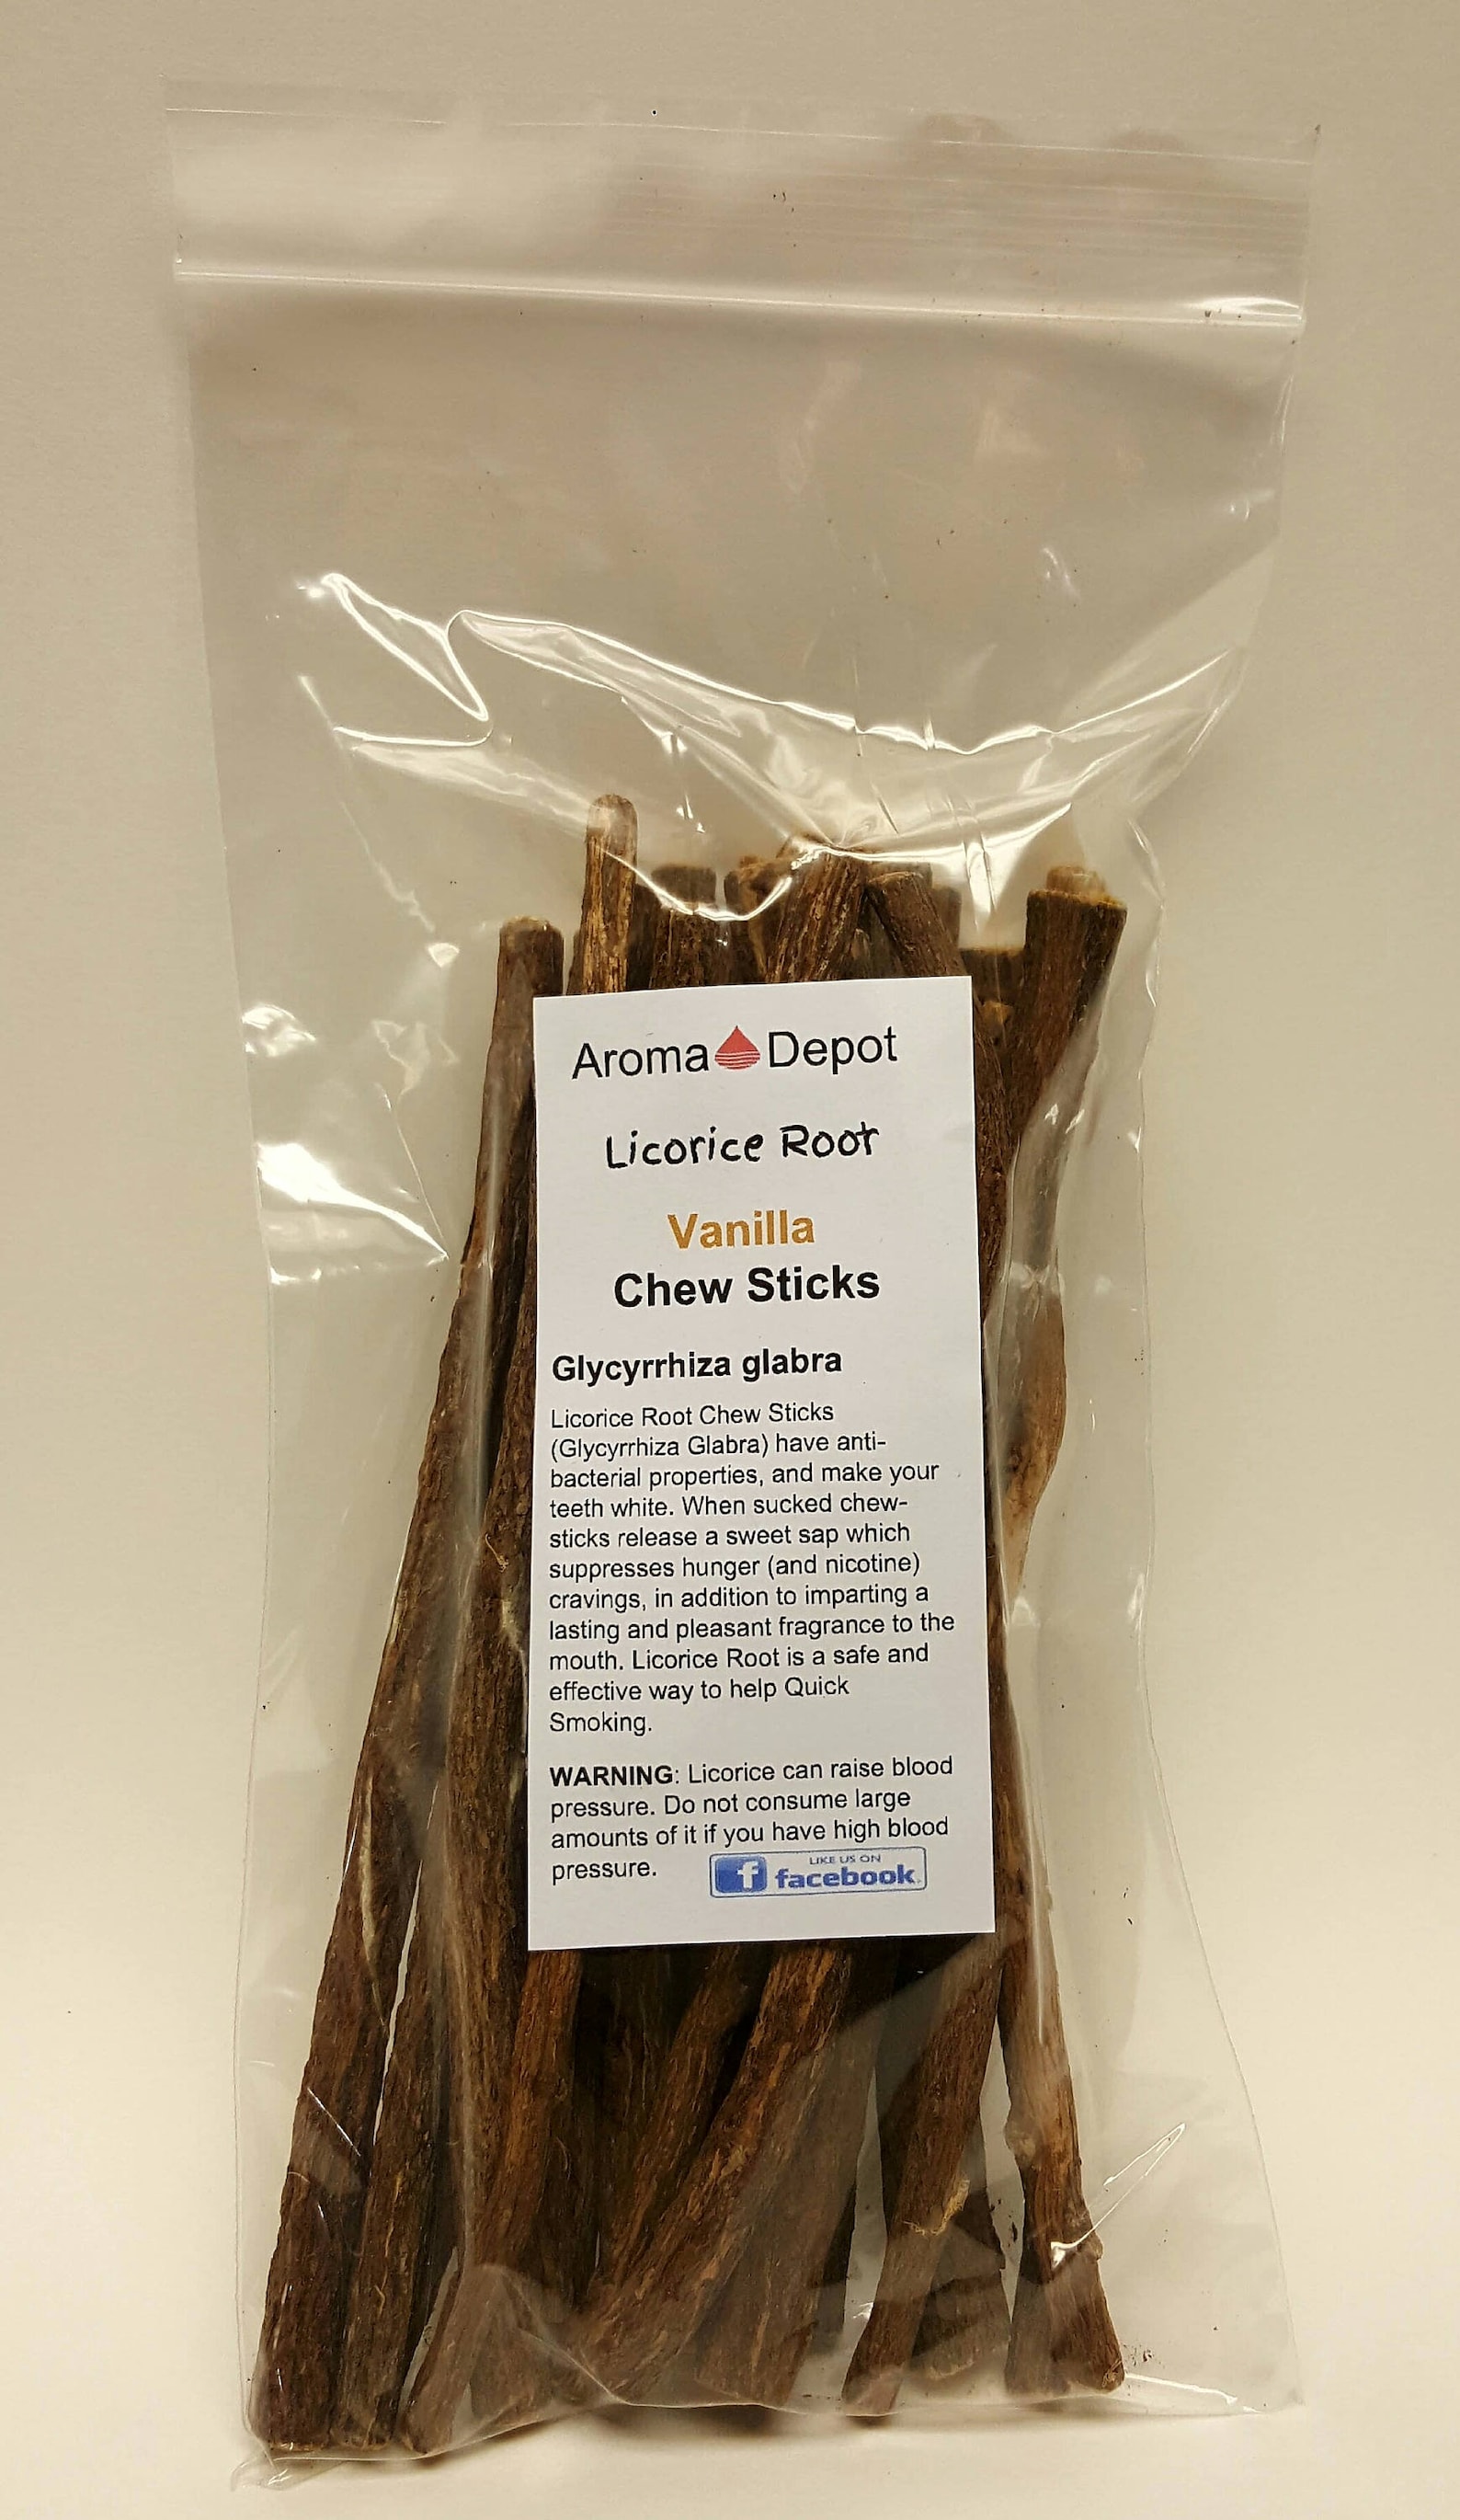 Aroma Depot
Licorice Root
Vanilla
Chew Sticks
Glycyrrhiza glabra
Licorice Root Chew Sticks
(Glycyrrhiza Glabra) have anti-
bacterial properties, and make your
teeth white. When sucked chew-
sticks release a sweet sap which
suppresses hunger (and nicotine)
cravings, in addition to imparting a
lasting and pleasant fragrance to the
mouth. Licorice Root is a safe and
effective way to help Quick
Smoking.
WARNING: Licorice can raise blood
pressure. Do not consume large
amounts of it if you have high blood
pressure.
LIKE US ON
f facebook